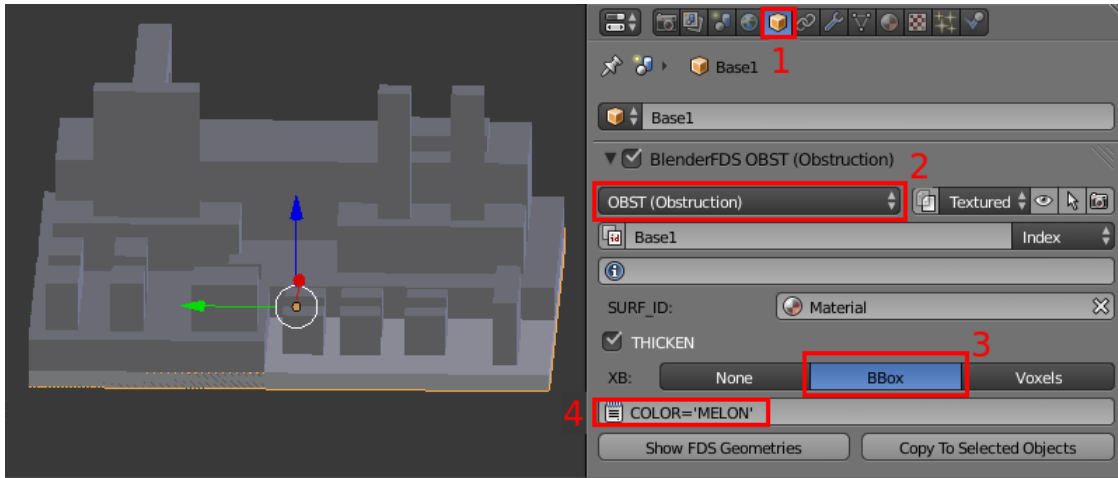 1
Base1
Base1
BlenderFDS OBST (Obstruction)
2
OBST (Obstruction)
Textured
id
Base1
Index
SURF_ID:
Material
THICKEN
3
XB:
None
BBox
Voxels
4
COLOR='MELON'
Show FDS Geometries
Copy To Selected Objects